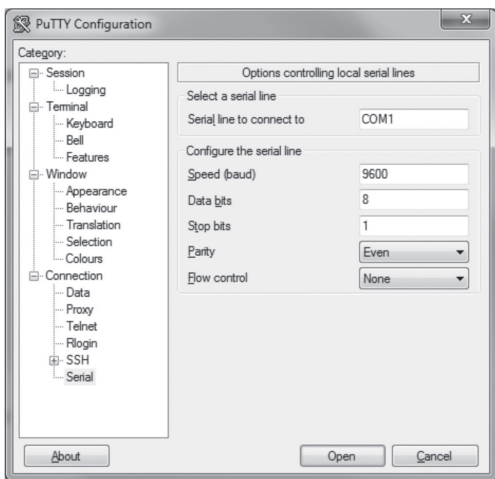 PuTTY Configuration
Category:
Session
Logging
Terminal
Keyboard
Bell
Features
Window
Appearance
Behaviour
Translation
Selection
Colours
Connection
Data
Proxy
Telnet
Rlogin
SSH
Serial
Options controlling local serial lines
Select a serial line
Serial line to connect to COM1
Configure the serial line
Speed (baud) 9600
Data bits 8
Stop bits 1
Parity Even
Flow control None
About Open Cancel